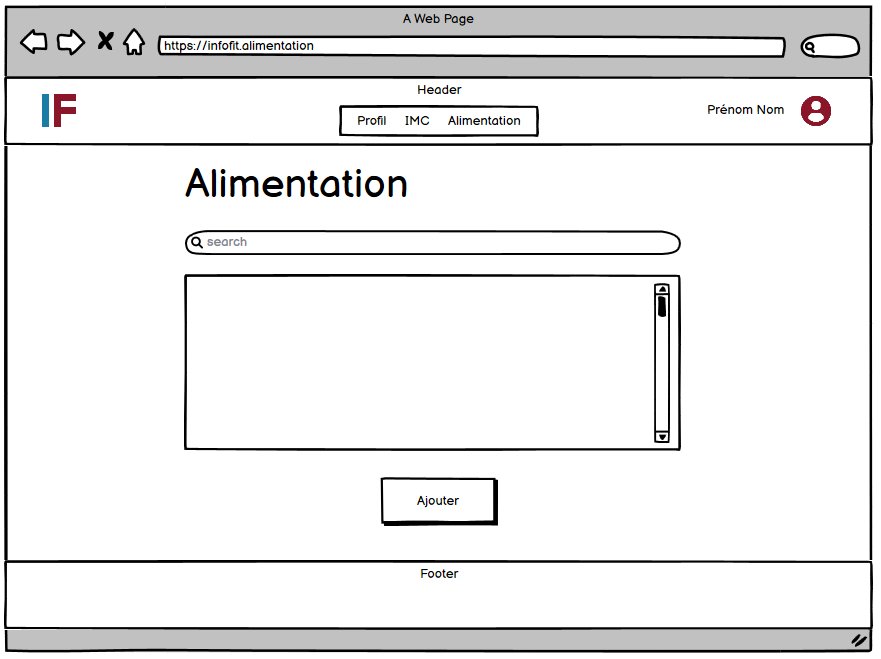 A Web Page
https://infofit.alimentation
Header
IF
Profil IMC Alimentation
Prénom Nom
Alimentation
search
Ajouter
Footer